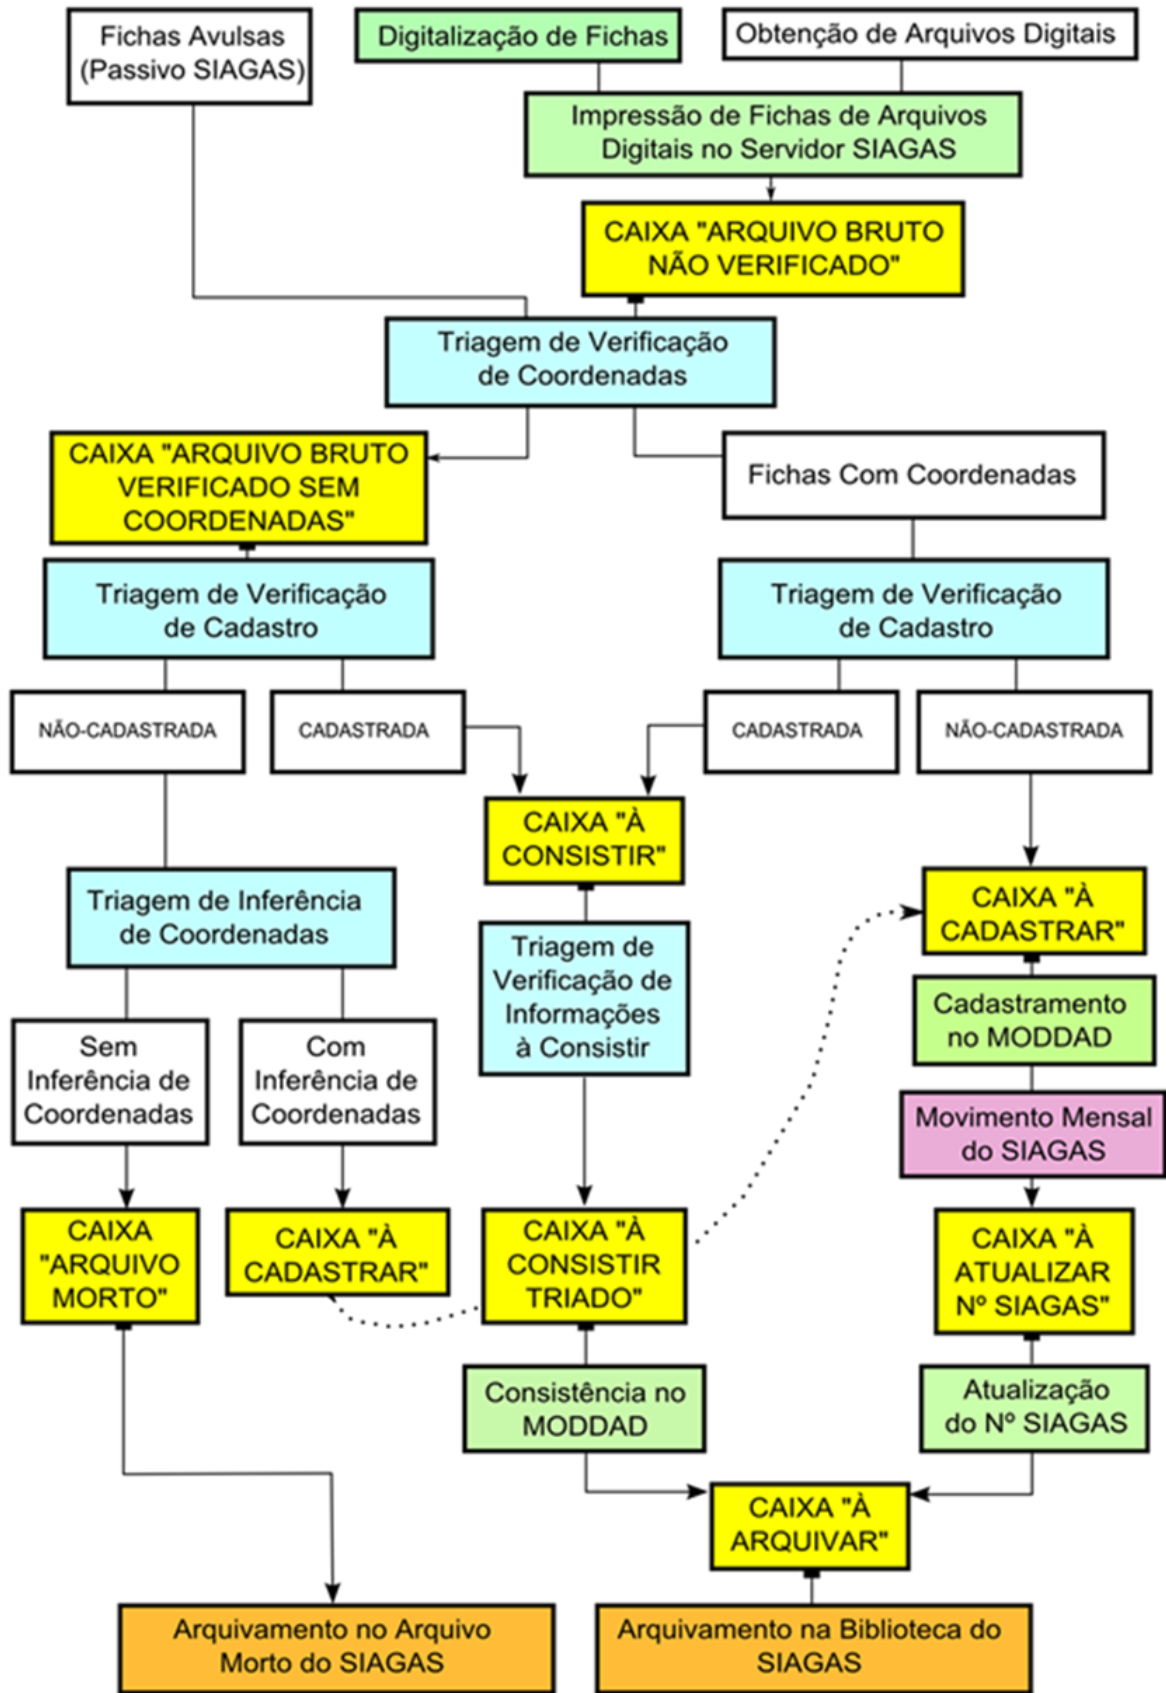 Fichas Avulsas
(Passivo SIAGAS)
Digitalização de Fichas
Obtenção de Arquivos Digitais
Impressão de Fichas de Arquivos
Digitais no Servidor SIAGAS
CAIXA "ARQUIVO BRUTO
NÃO VERIFICADO"
Triagem de Verificação
de Coordenadas
CAIXA "ARQUIVO BRUTO
VERIFICADO SEM
COORDENADAS"
Fichas Com Coordenadas
Triagem de Verificação
de Cadastro
Triagem de Verificação
de Cadastro
NÃO-CADASTRADA
CADASTRADA
CADASTRADA
NÃO-CADASTRADA
CAIXA "À
CONSISTIR"
Triagem de Inferência
de Coordenadas
CAIXA "À
CADASTRAR"
Triagem de
Verificação de
Informações
à Consistir
Cadastramento
no MODDAD
Sem
Inferência de
Coordenadas
Com
Inferência de
Coordenadas
Movimento Mensal
do SIAGAS
CAIXA
"ARQUIVO
MORTO"
CAIXA "À
CADASTRAR"
CAIXA "À
CONSISTIR
TRIADO"
CAIXA "À
ATUALIZAR
Nº SIAGAS"
Consistência no
MODDAD
Atualização
do Nº SIAGAS
CAIXA "À
ARQUIVAR"
Arquivamento no Arquivo
Morto do SIAGAS
Arquivamento na Biblioteca do
SIAGAS